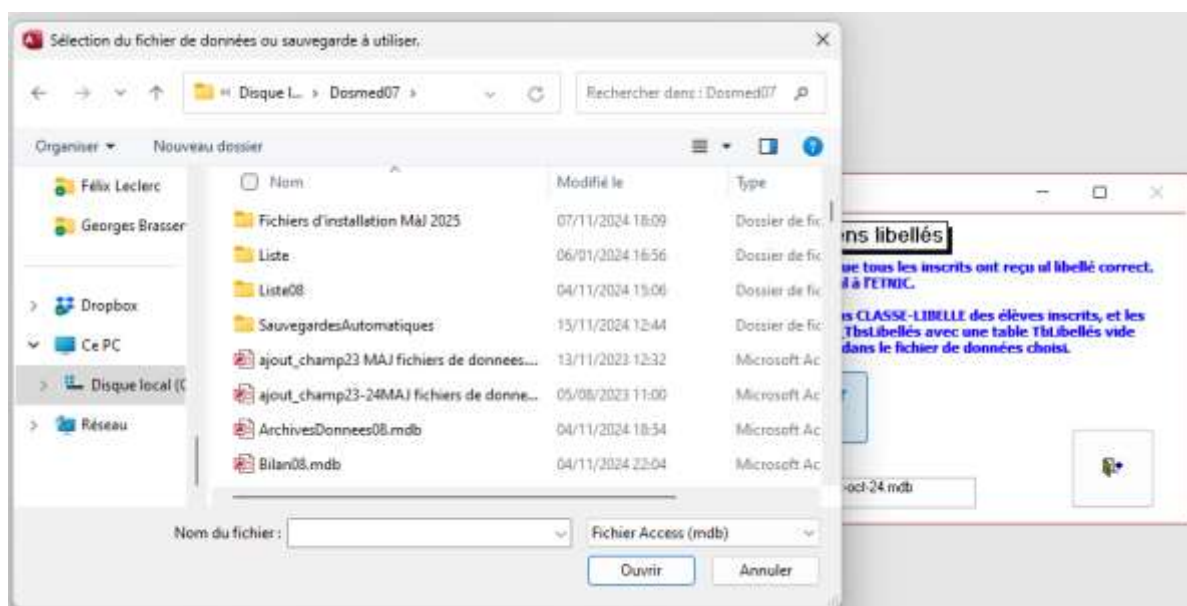 Sélection du fichier de données ou sauvegarde à utiliser.
Disque l... > Dosmed07 >
Rechercher dans : Dosmed07
Organiser
Nouveau dossier
Nom
Modifié le
Type
Félix Leclerc
Georges Brasser
Dropbox
Ce PC
Disque local (C
Réseau
Fichiers d'installation MàJ 2025 07/11/2024 18:09 Dossier de fic
Liste 06/01/2024 16:56 Dossier de fic
Liste08 04/11/2024 15:06 Dossier de fic
SauvegardesAutomatiques 15/11/2024 12:44 Dossier de fic
ajout_champ23 MAJ fichiers de donnees.... 13/11/2023 12:32 Microsoft Ac
ajout_champ23-24MAJ fichiers de donne... 05/08/2023 11:00 Microsoft Ac
ArchivesDonnees08.mdb 04/11/2024 18:34 Microsoft Ac
Bilan08.mdb 04/11/2024 22:04 Microsoft Ac
Nom du fichier :
Fichier Access (mdb)
Ouvrir
Annuler
ns libellés
ue tous les inscrits ont reçu ul libellé correct.
l à l'ETNIC.
s CLASSE-LIBELLE des élèves inscrits, et les
_TbsLibellés avec une table TbLibellés vide
dans le fichier de données choisi.
-oct-24.mdb